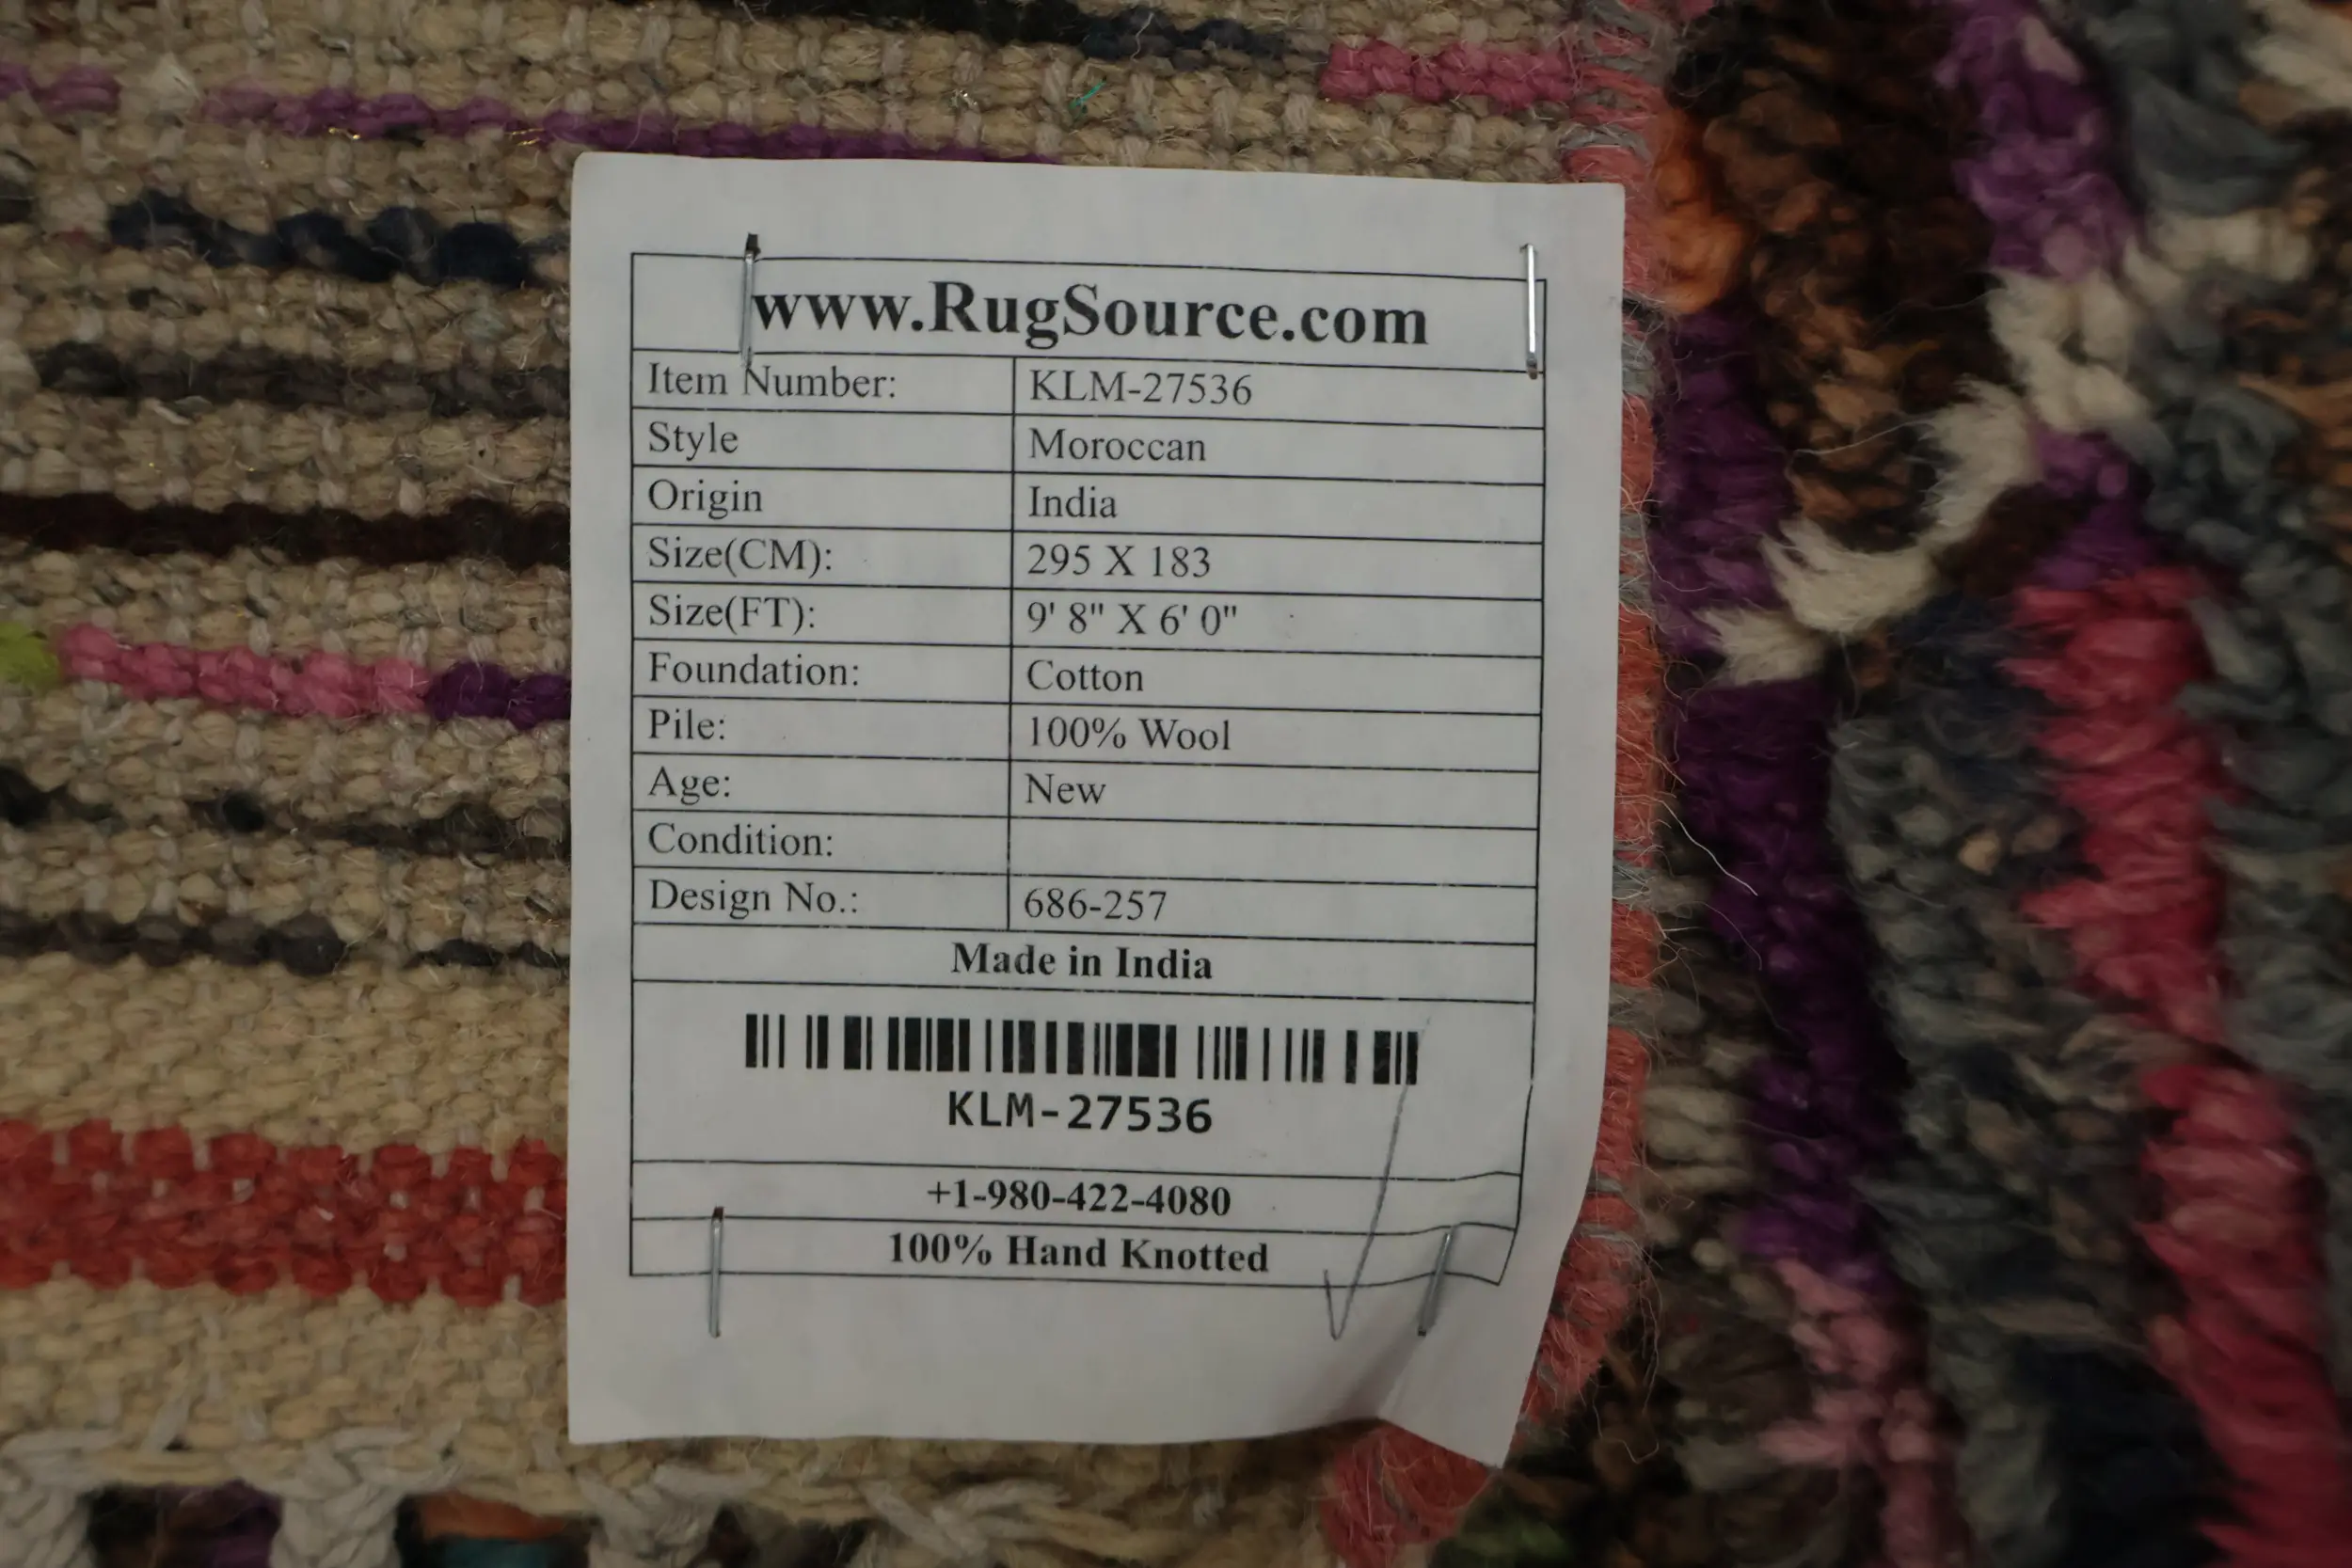 www.RugSource.com
Item Number: KLM-27536
Style Moroccan
Origin India
Size(CM): 295 X 183
Size(FT): 9' 8" X 6' 0"
Foundation: Cotton
Pile: 100% Wool
Age: New
Condition:
Design No.: 686-257
Made in India
KLM-27536
+1-980-422-4080
100% Hand Knotted